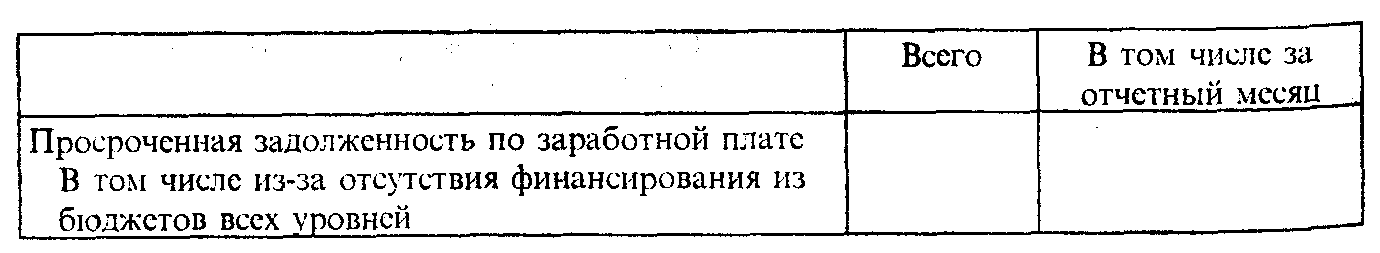 Всего
В том числе за
отчетный месяц
Просроченная задолженность по заработной плате
В том числе из-за отсутствия финансирования из
бюджетов всех уровней